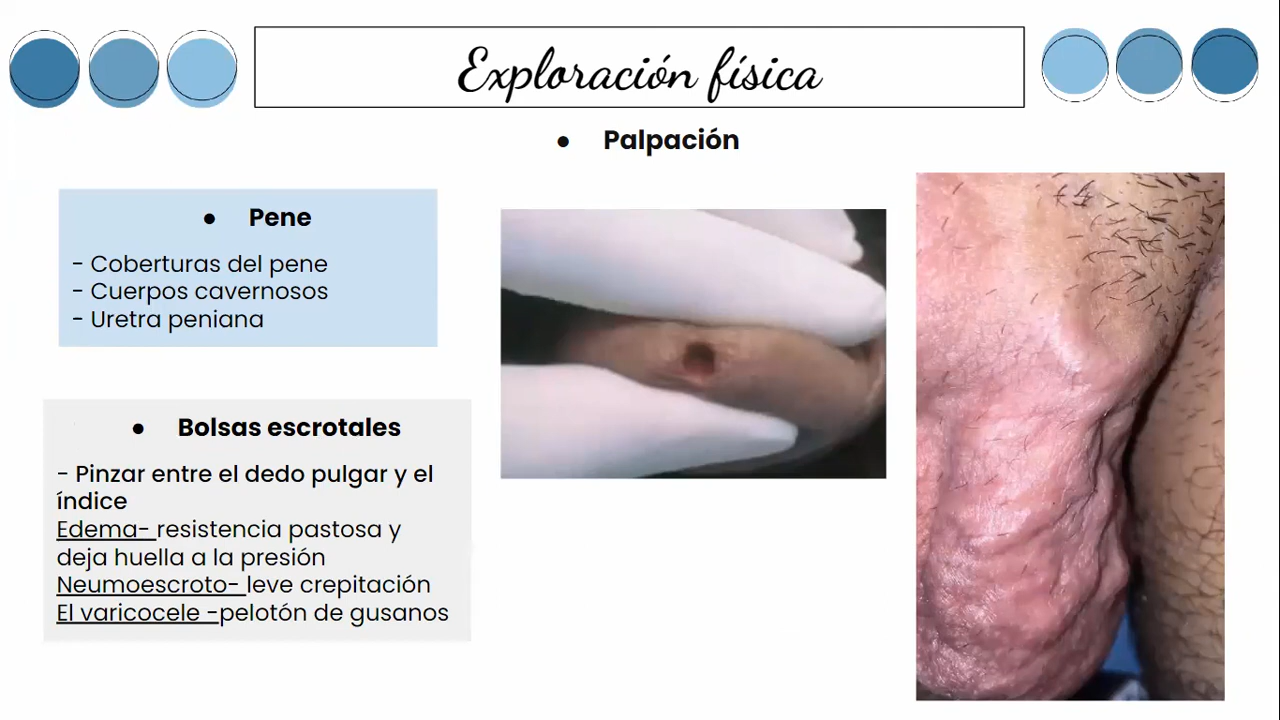 Exploración física
● Palpación
● Pene
- Coberturas del pene
- Cuerpos cavernosos
- Uretra peniana
● Bolsas escrotales
- Pinzar entre el dedo pulgar y el
índice
Edema- resistencia pastosa y
deja huella a la presión
Neumoescroto- leve crepitación
El varicocele -pelotón de gusanos